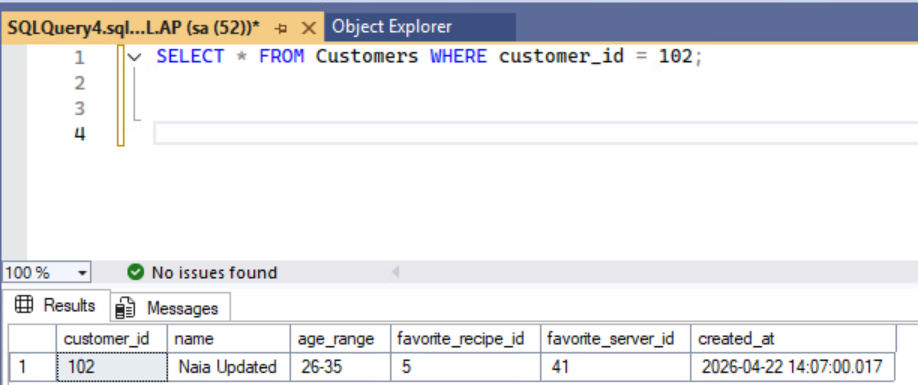 SQLQuery4.sql...L.AP (sa (52))* Object Explorer
1 SELECT * FROM Customers WHERE customer_id = 102;
2
3
4
100 % No issues found
Results Messages
customer_id name age_range favorite_recipe_id favorite_server_id created_at
1 102 Naia Updated 26-35 5 41 2026-04-22 14:07:00.017